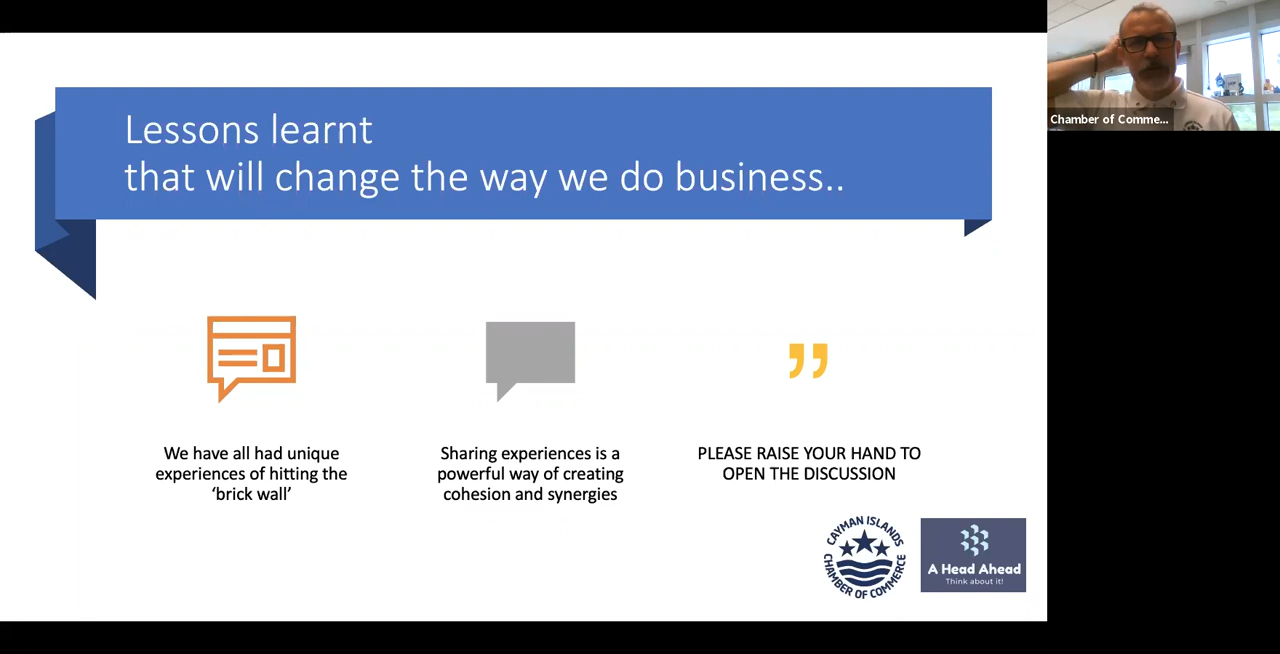 Lessons learnt
that will change the way we do business..
Chamber of Comme...
We have all had unique
experiences of hitting the
‘brick wall’
Sharing experiences is a
powerful way of creating
cohesion and synergies
PLEASE RAISE YOUR HAND TO
OPEN THE DISCUSSION
CAYMAN ISLANDS
CHAMBER OF COMMERCE
A Head Ahead
Think about it!